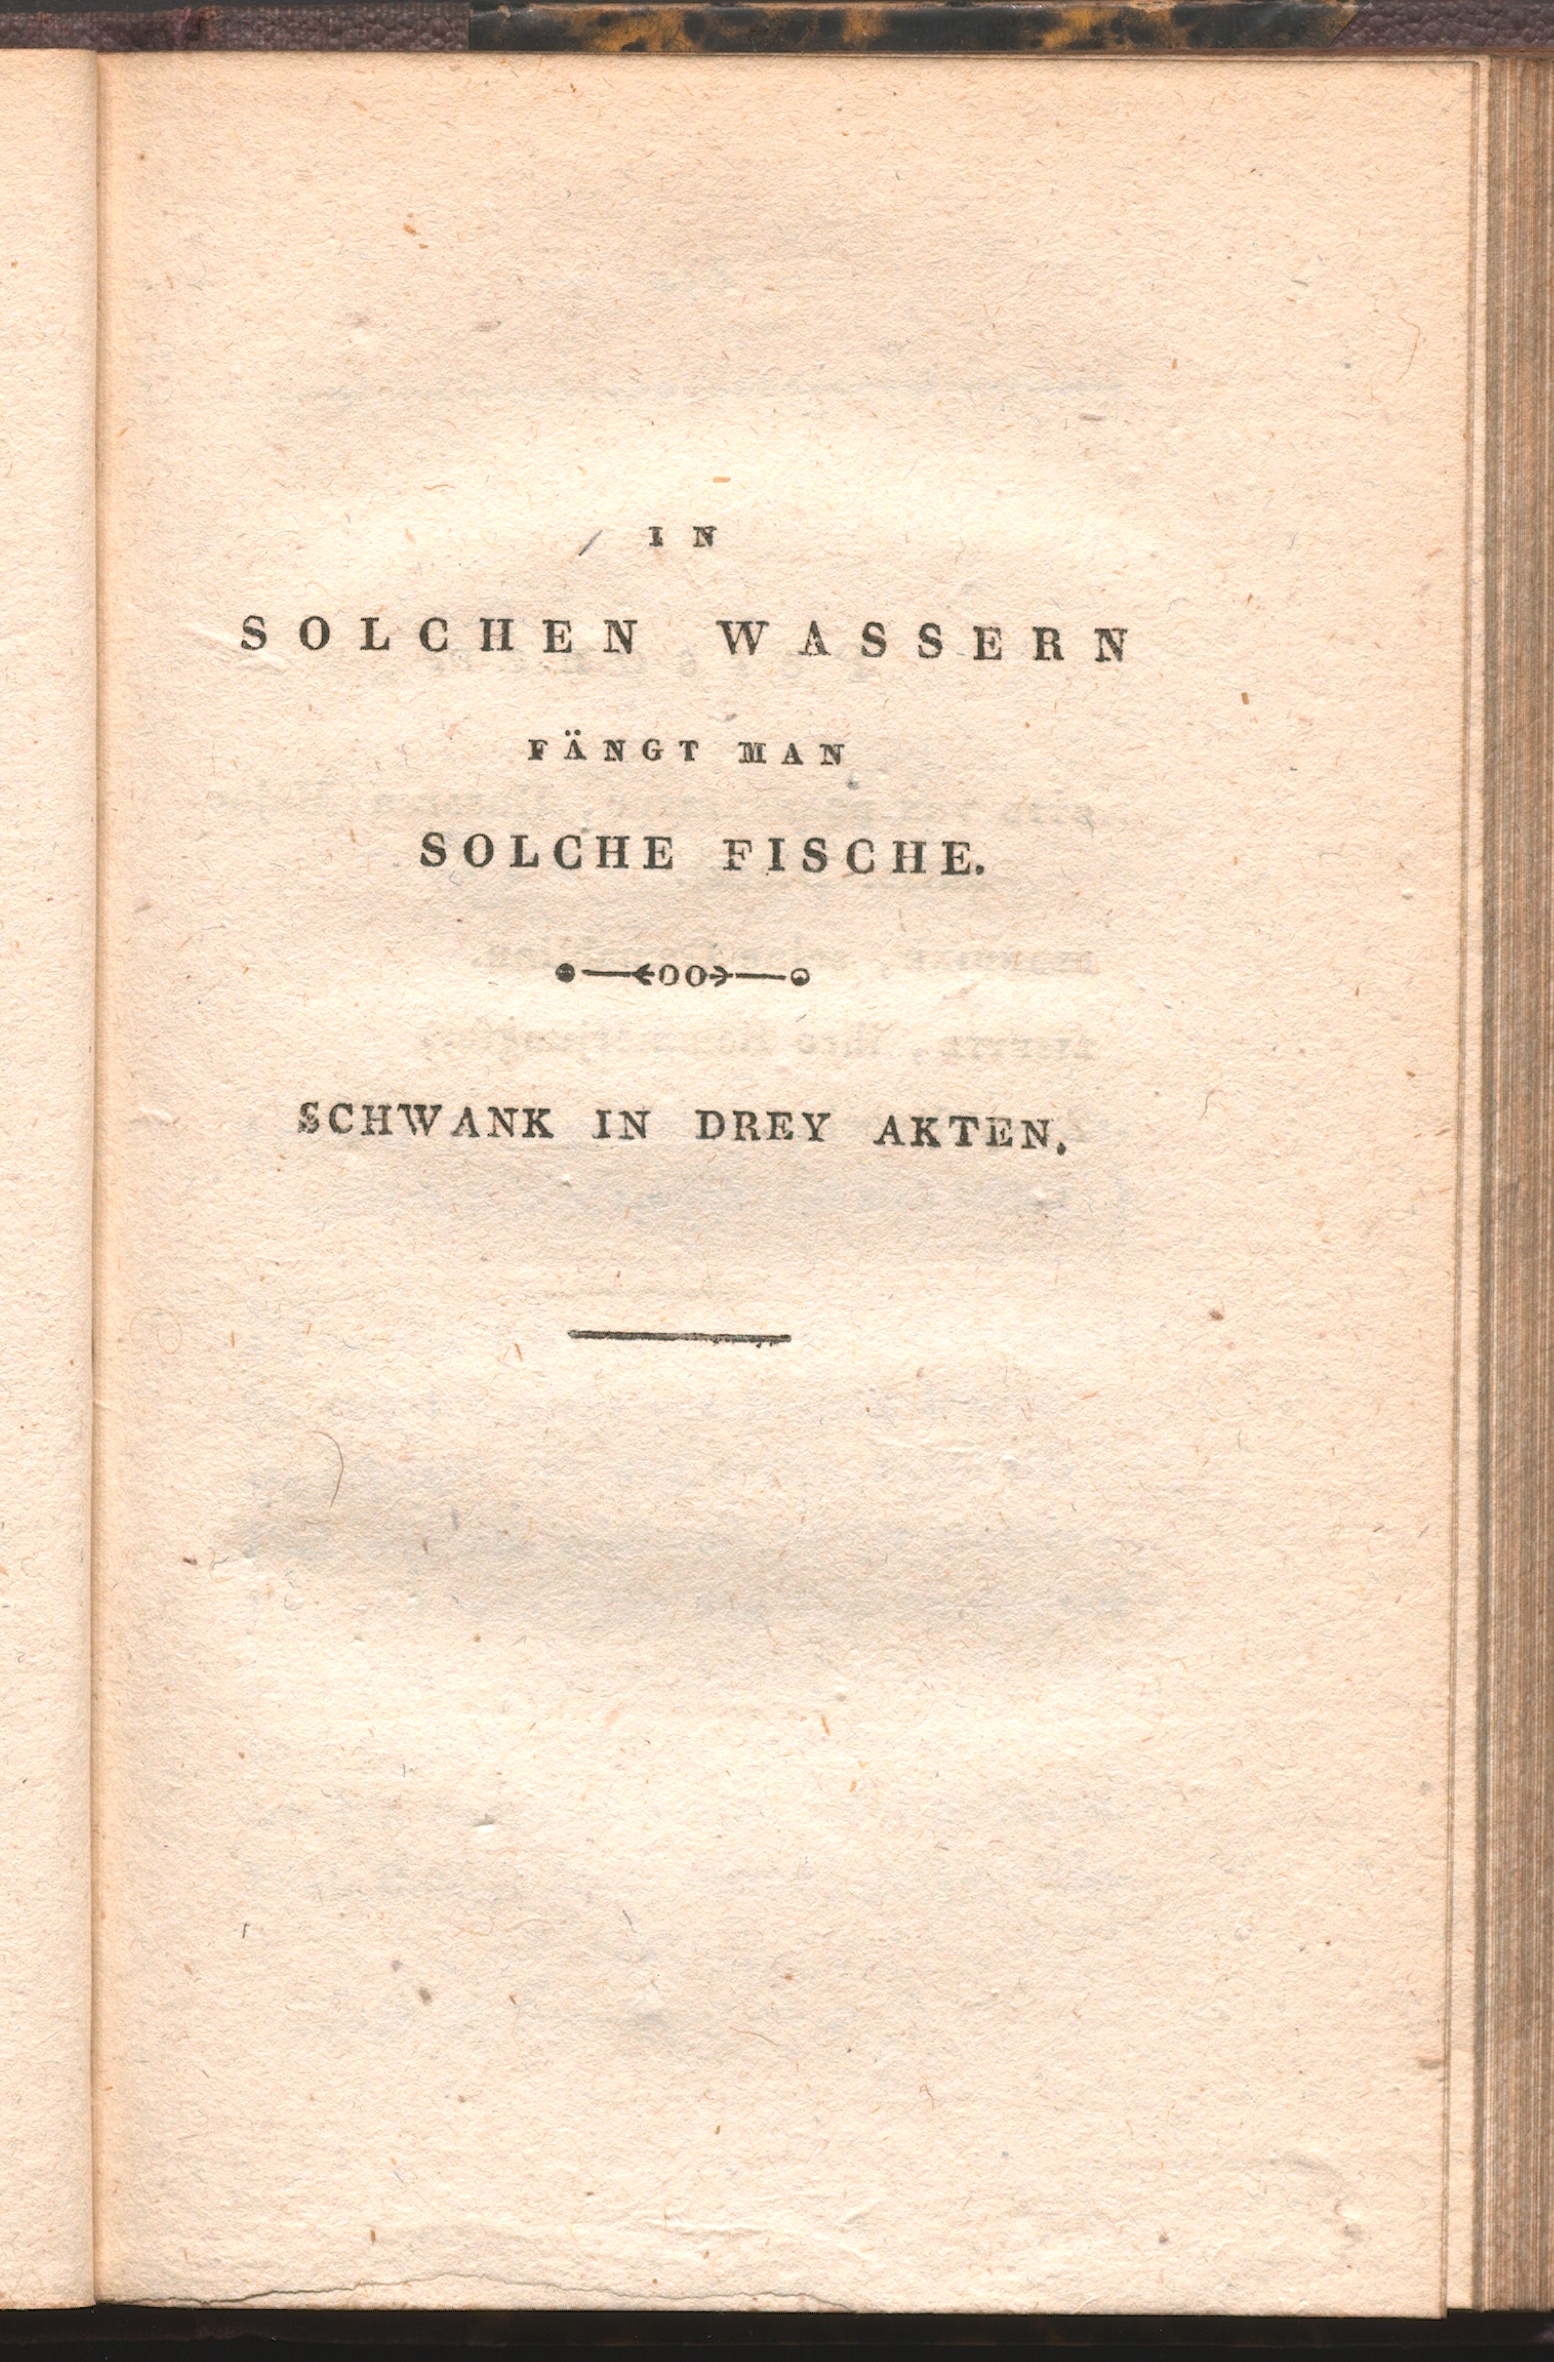 IN
SOLCHEN WASSERN
FÄNGT MAN
SOLCHE FISCHE.
SCHWANK IN DREY AKTEN.